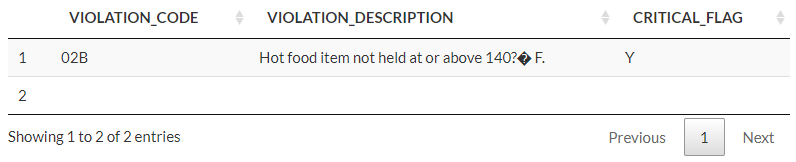 VIOLATION_CODE VIOLATION_DESCRIPTION CRITICAL_FLAG
1 02B Hot food item not held at or above 140?� F. Y
2
Showing 1 to 2 of 2 entries Previous 1 Next